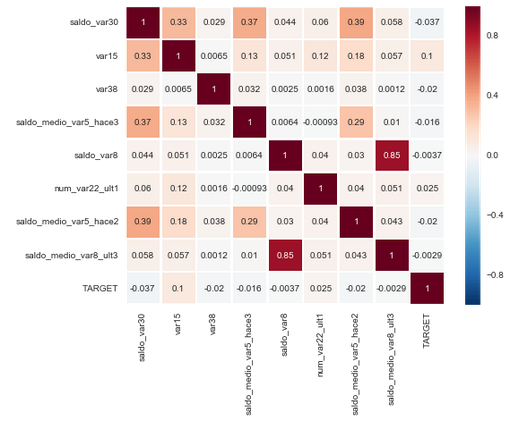 saldo_var30 1 0.33 0.029 0.37 0.044 0.06 0.39 0.058 -0.037
var15 0.33 1 0.0065 0.13 0.051 0.12 0.18 0.057 0.1
var38 0.029 0.0065 1 0.032 0.0025 0.0016 0.038 0.0012 -0.02
saldo_medio_var5_hace3 0.37 0.13 0.032 1 0.0064 -0.00093 0.29 0.01 -0.016
saldo_var8 0.044 0.051 0.0025 0.0064 1 0.04 0.03 0.85 -0.0037
num_var22_ult1 0.06 0.12 0.0016 -0.00093 0.04 1 0.04 0.051 0.025
saldo_medio_var5_hace2 0.39 0.18 0.038 0.29 0.03 0.04 1 0.043 -0.02
saldo_medio_var8_ult3 0.058 0.057 0.0012 0.01 0.85 0.051 0.043 1 -0.0029
TARGET -0.037 0.1 -0.02 -0.016 -0.0037 0.025 -0.02 -0.0029 1
saldo_var30
var15
var38
saldo_medio_var5_hace3
saldo_var8
num_var22_ult1
saldo_medio_var5_hace2
saldo_medio_var8_ult3
TARGET
0.8
0.4
0.0
−0.4
−0.8